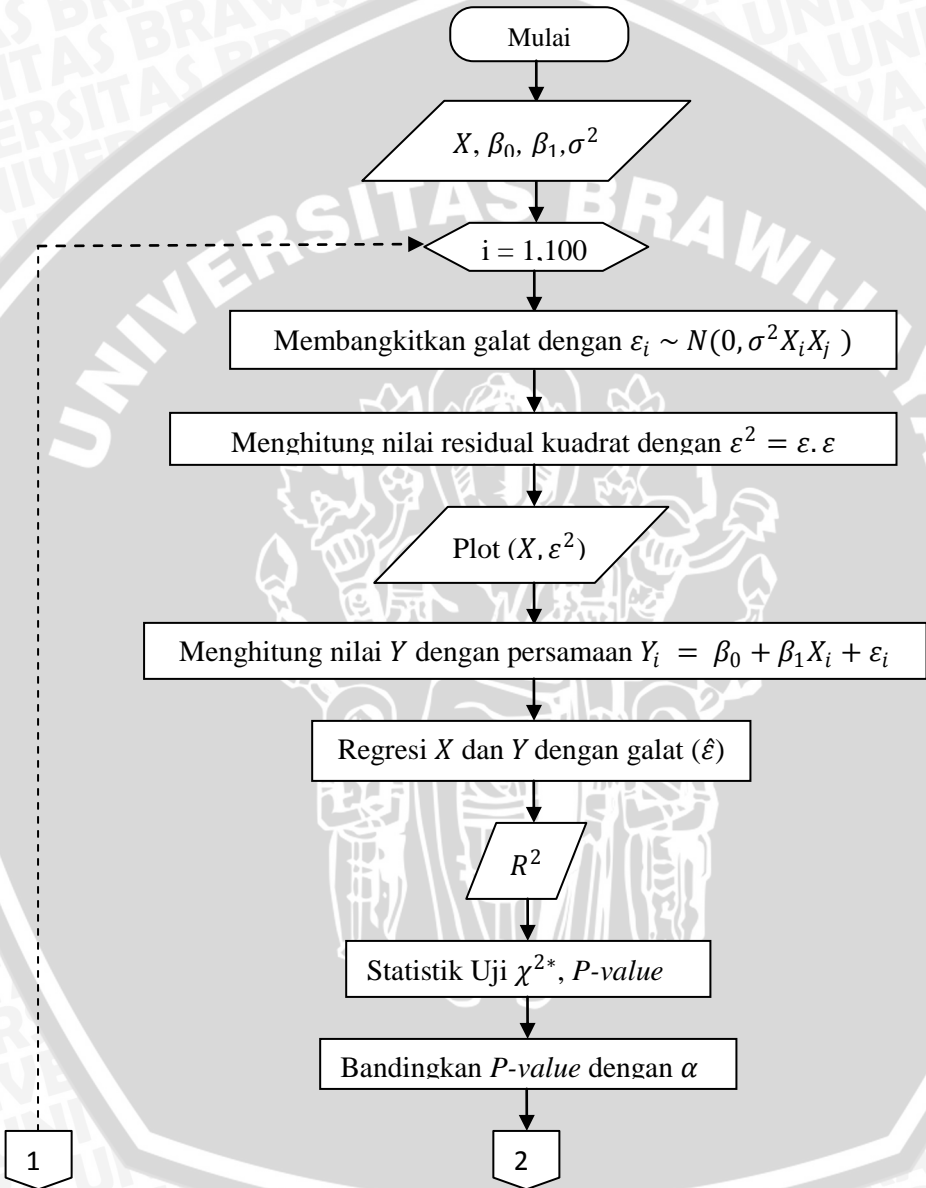 Mulai
X, β₀, β₁,σ²
UNIVERSITAS BRAWIJAYA
i = 1,100
Membangkitkan galat dengan εᵢ ~ N(0, σ²XᵢXⱼ )
Menghitung nilai residual kuadrat dengan ε² = ε. ε
Plot (X, ε²)
Menghitung nilai Y dengan persamaan Yᵢ = β₀ + β₁Xᵢ + εᵢ
Regresi X dan Y dengan galat (ε̂)
R²
Statistik Uji χ²*, P-value
Bandingkan P-value dengan α
1
2